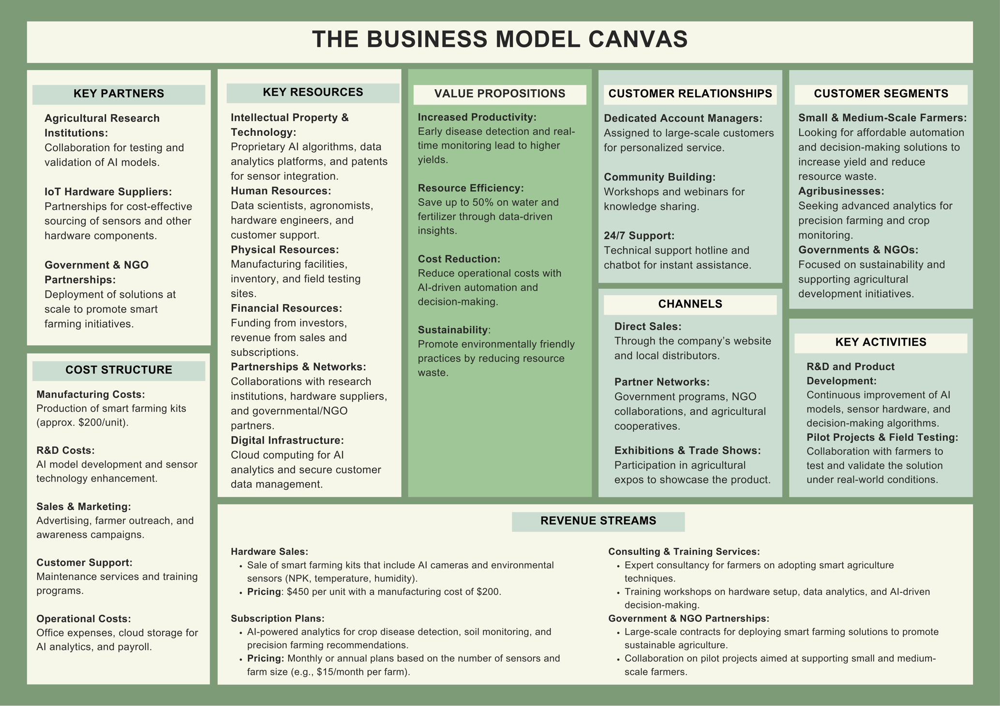 THE BUSINESS MODEL CANVAS
KEY PARTNERS
Agricultural Research
Institutions:
Collaboration for testing and
validation of AI models.
IoT Hardware Suppliers:
Partnerships for cost-effective
sourcing of sensors and other
hardware components.
Government & NGO
Partnerships:
Deployment of solutions at
scale to promote smart
farming initiatives.
COST STRUCTURE
Manufacturing Costs:
Production of smart farming kits
(approx. $200/unit).
R&D Costs:
AI model development and sensor
technology enhancement.
Sales & Marketing:
Advertising, farmer outreach, and
awareness campaigns.
Customer Support:
Maintenance services and training
programs.
Operational Costs:
Office expenses, cloud storage for
AI analytics, and payroll.
KEY RESOURCES
Intellectual Property &
Technology:
Proprietary AI algorithms, data
analytics platforms, and patents
for sensor integration.
Human Resources:
Data scientists, agronomists,
hardware engineers, and
customer support.
Physical Resources:
Manufacturing facilities,
inventory, and field testing
sites.
Financial Resources:
Funding from investors,
revenue from sales and
subscriptions.
Partnerships & Networks:
Collaborations with research
institutions, hardware suppliers,
and governmental/NGO
partners.
Digital Infrastructure:
Cloud computing for AI
analytics and secure customer
data management.
VALUE PROPOSITIONS
Increased Productivity:
Early disease detection and real-
time monitoring lead to higher
yields.
Resource Efficiency:
Save up to 50% on water and
fertilizer through data-driven
insights.
Cost Reduction:
Reduce operational costs with
AI-driven automation and
decision-making.
Sustainability:
Promote environmentally friendly
practices by reducing resource
waste.
CUSTOMER RELATIONSHIPS
Dedicated Account Managers:
Assigned to large-scale customers
for personalized service.
Community Building:
Workshops and webinars for
knowledge sharing.
24/7 Support:
Technical support hotline and
chatbot for instant assistance.
CHANNELS
Direct Sales:
Through the company’s website
and local distributors.
Partner Networks:
Government programs, NGO
collaborations, and agricultural
cooperatives.
Exhibitions & Trade Shows:
Participation in agricultural
expos to showcase the product.
CUSTOMER SEGMENTS
Small & Medium-Scale Farmers:
Looking for affordable automation
and decision-making solutions to
increase yield and reduce
resource waste.
Agribusinesses:
Seeking advanced analytics for
precision farming and crop
monitoring.
Governments & NGOs:
Focused on sustainability and
supporting agricultural
development initiatives.
KEY ACTIVITIES
R&D and Product
Development:
Continuous improvement of AI
models, sensor hardware, and
decision-making algorithms.
Pilot Projects & Field Testing:
Collaboration with farmers to
test and validate the solution
under real-world conditions.
REVENUE STREAMS
Hardware Sales:
• Sale of smart farming kits that include AI cameras and environmental
sensors (NPK, temperature, humidity).
• Pricing: $450 per unit with a manufacturing cost of $200.
Subscription Plans:
• AI-powered analytics for crop disease detection, soil monitoring, and
precision farming recommendations.
• Pricing: Monthly or annual plans based on the number of sensors and
farm size (e.g., $15/month per farm).
Consulting & Training Services:
• Expert consultancy for farmers on adopting smart agriculture
techniques.
• Training workshops on hardware setup, data analytics, and AI-driven
decision-making.
Government & NGO Partnerships:
• Large-scale contracts for deploying smart farming solutions to promote
sustainable agriculture.
• Collaboration on pilot projects aimed at supporting small and medium-
scale farmers.